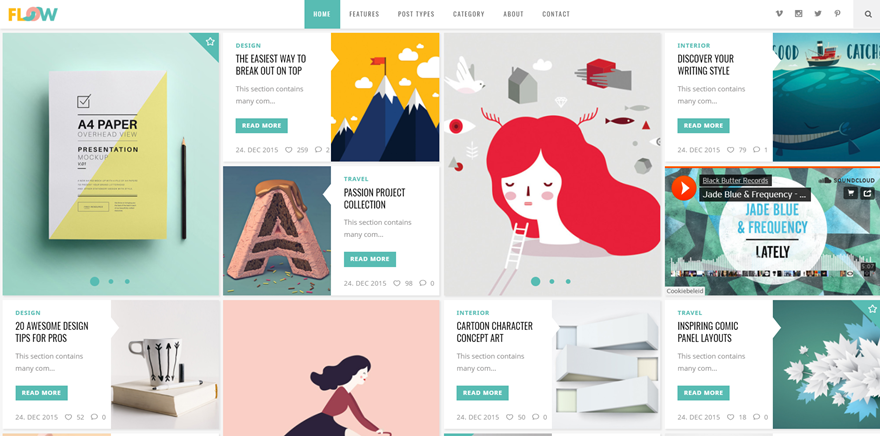 FLOW
HOME
FEATURES
POST TYPES
CATEGORY
ABOUT
CONTACT
A4 PAPER
OVERHEAD VIEW
PRESENTATION
MOCKUP
DESIGN
THE EASIEST WAY TO
BREAK OUT ON TOP
This section contains
many com...
READ MORE
24. DEC 2015 259 2
TRAVEL
PASSION PROJECT
COLLECTION
This section contains
many com...
READ MORE
24. DEC 2015 98 0
INTERIOR
DISCOVER YOUR
WRITING STYLE
This section contains
many com...
READ MORE
24. DEC 2015 79 1
OOD CATCH
Black Butter Records
Jade Blue & Frequency - ...
SOUNDCLOUD
JADE BLUE
& FREQUENCY
LATELY
5:07
Cookiebeleid
DESIGN
20 AWESOME DESIGN
TIPS FOR PROS
This section contains
many com...
READ MORE
24. DEC 2015 52 0
INTERIOR
CARTOON CHARACTER
CONCEPT ART
This section contains
many com...
READ MORE
24. DEC 2015 50 0
TRAVEL
INSPIRING COMIC
PANEL LAYOUTS
This section contains
many com...
READ MORE
24. DEC 2015 18 0